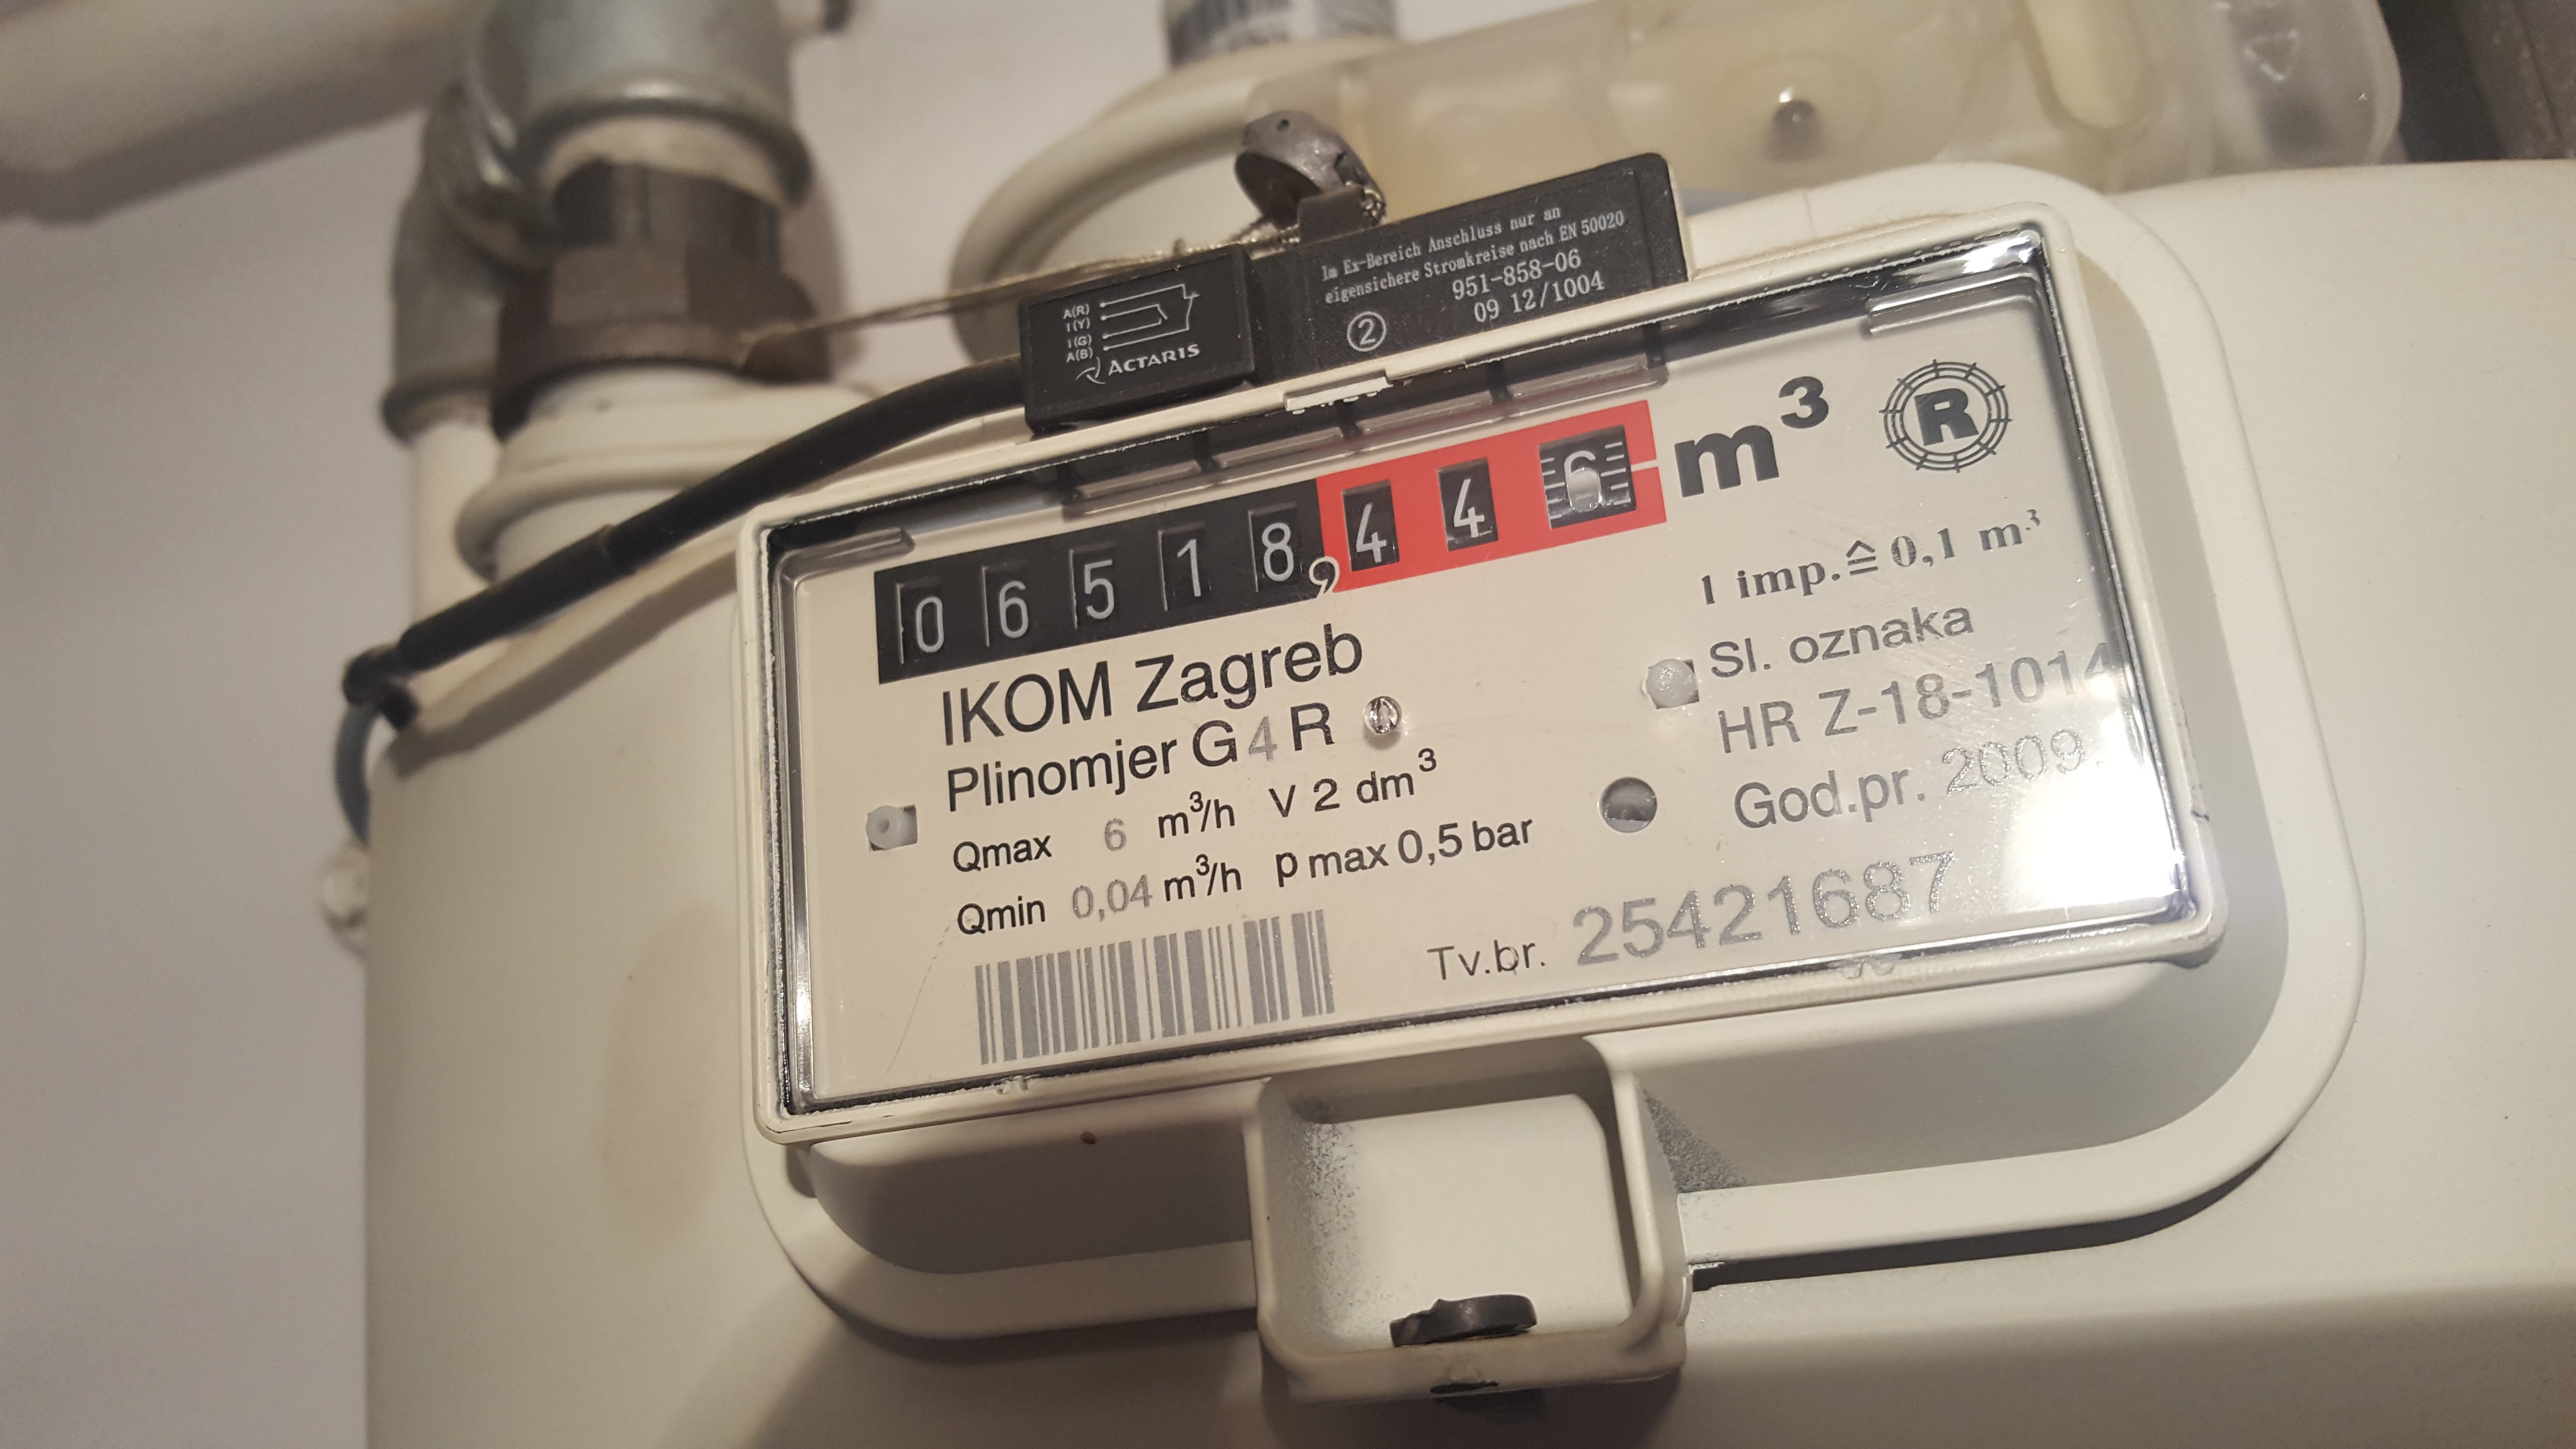 Im Ex-Bereich Anschluss nur an
eigensichere Stromkreise nach EN 50020
951-858-06
09 12/1004
2
A(R)
I(Y)
I(G)
A(B)
ACTARIS
06518,446 m³
R
1 imp.≙0,1 m³
IKOM Zagreb
Plinomjer G4R
Qmax 6 m³/h V 2 dm³
Qmin 0,04 m³/h p max 0,5 bar
Sl. oznaka
HR Z-18-1014
God.pr. 2009.
Tv.br. 25421687